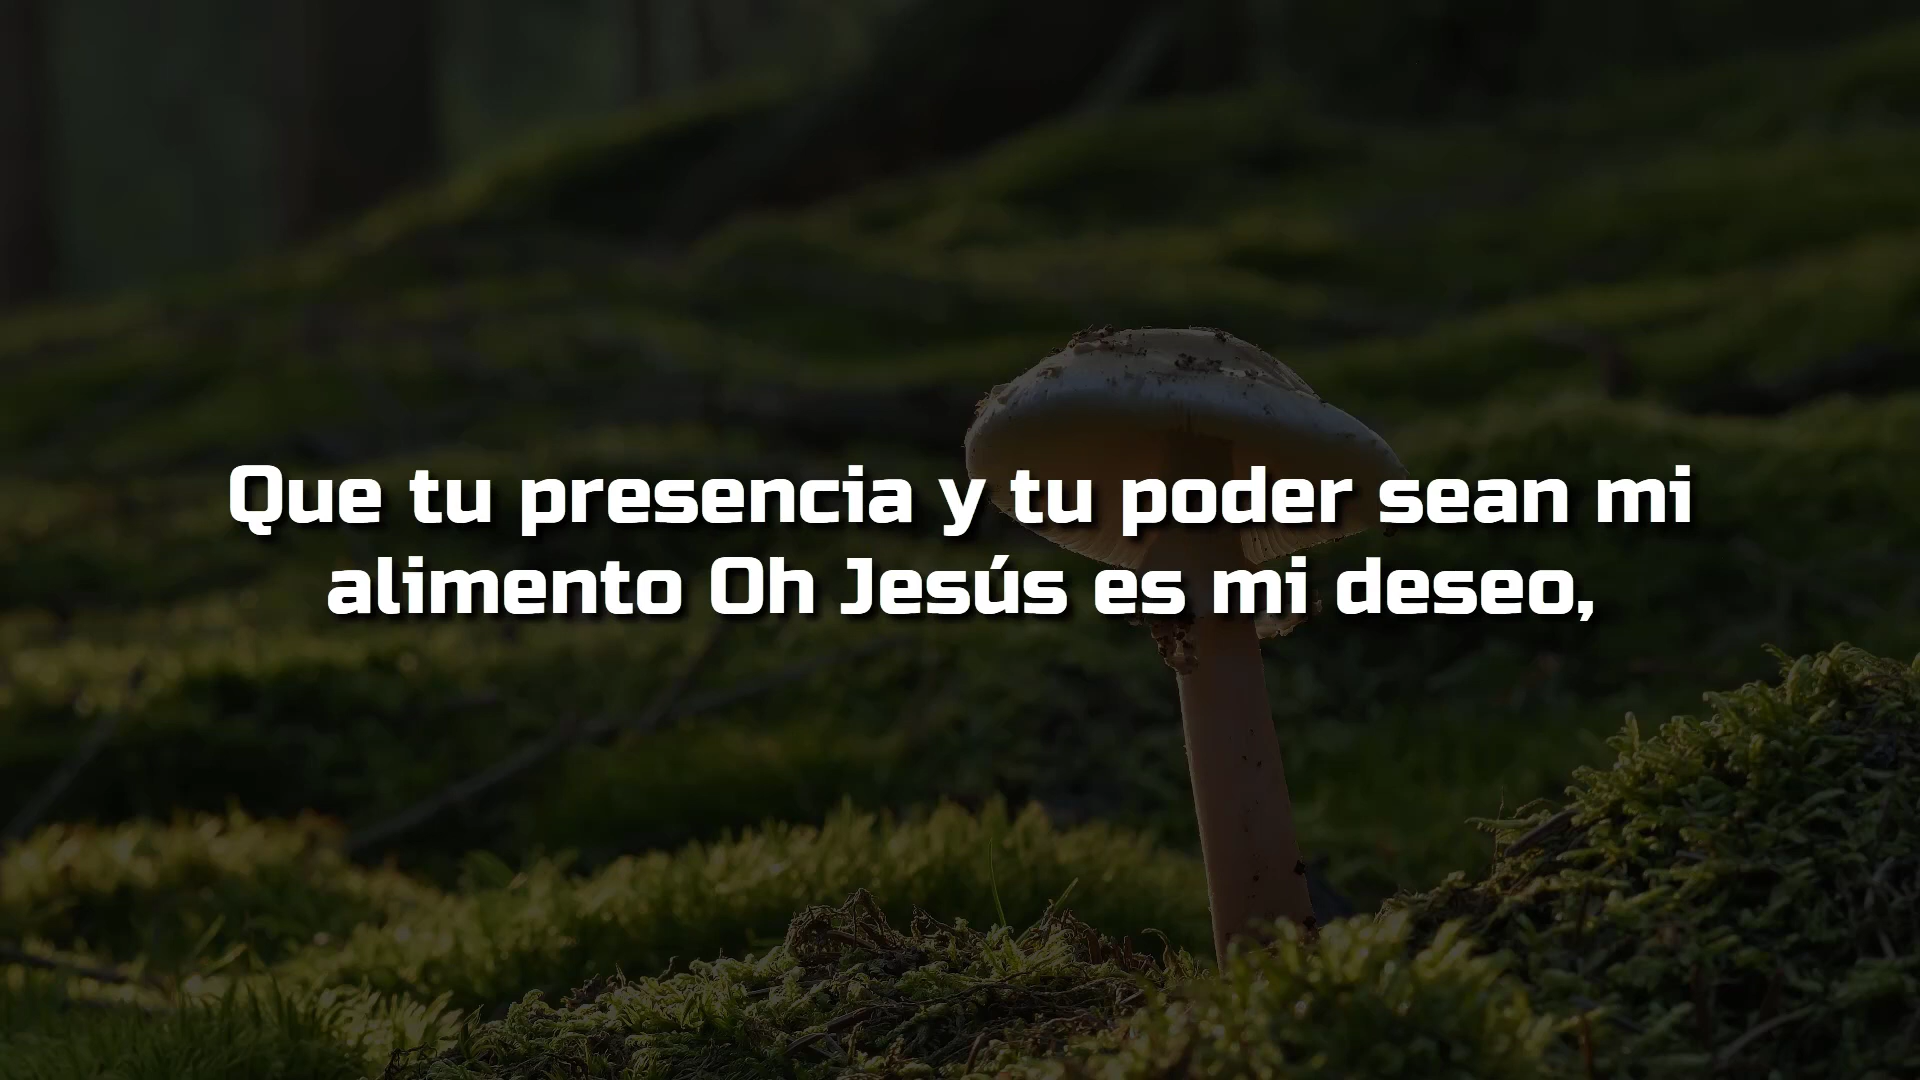 Que tu presencia y tu poder sean mi
alimento Oh Jesús es mi deseo,